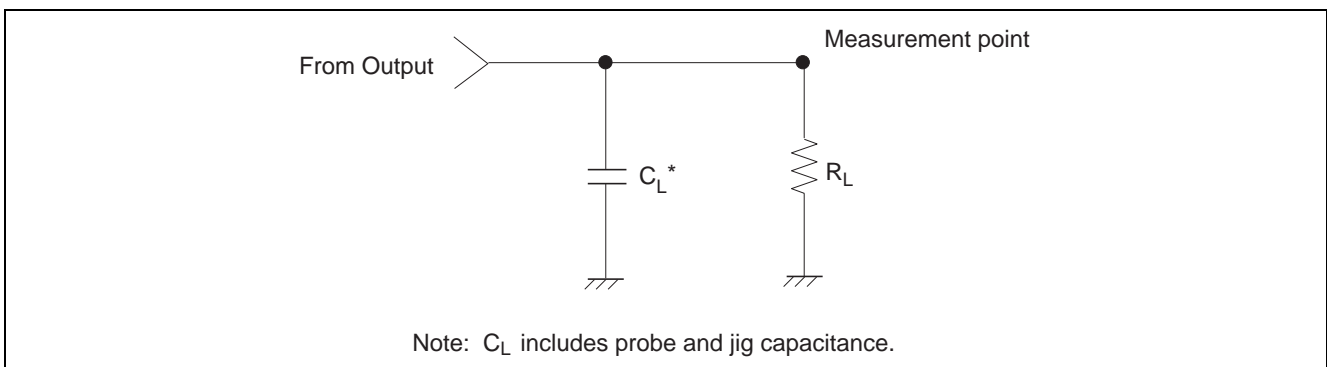 Measurement point
From Output
CL*
RL
Note: CL includes probe and jig capacitance.